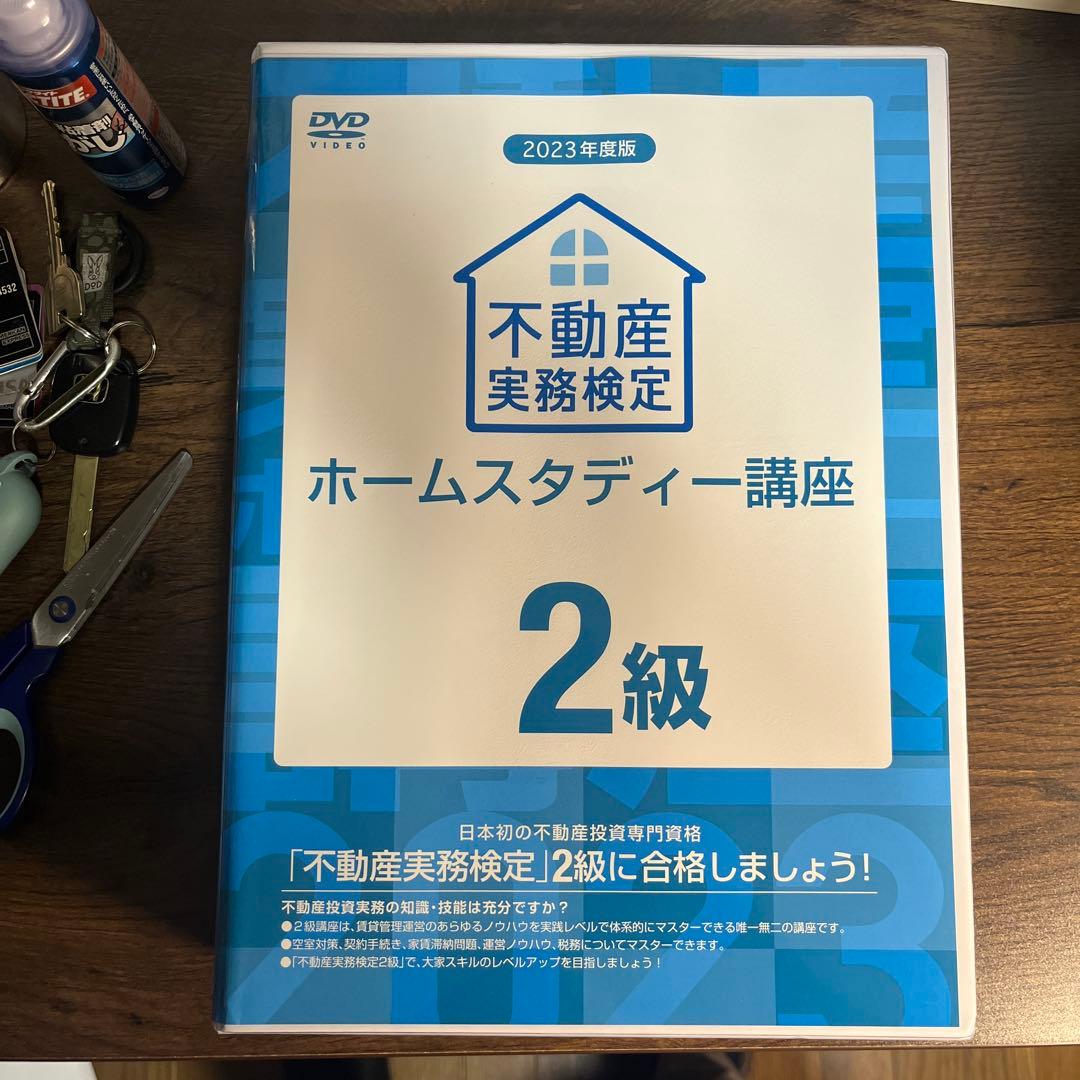 DVD
VIDEO
2023年度版
不動産
実務検定
ホームスタディー講座
2級
日本初の不動産投資専門資格
「不動産実務検定」2級に合格しましょう！
不動産投資実務の知識・技能は充分ですか？
●2級講座は、賃貸管理運営のあらゆるノウハウを実践レベルで体系的にマスターできる唯一無二の講座です。
●空室対策、契約手続き、家賃滞納問題、運営ノウハウ、税務についてマスターできます。
●「不動産実務検定2級」で、大家スキルのレベルアップを目指しましょう！
2023
DOD
4532
EXPRESS